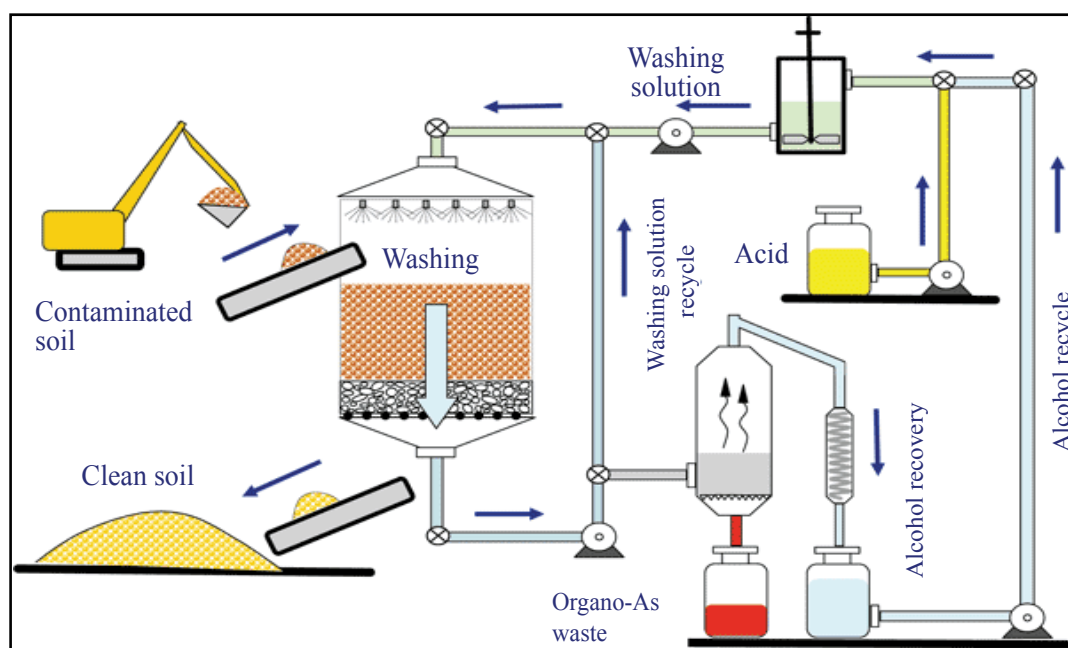 Washing
solution
Washing
Contaminated
soil
Washing solution
recycle
Acid
Alcohol recycle
Clean soil
Alcohol recovery
Organo-As
waste